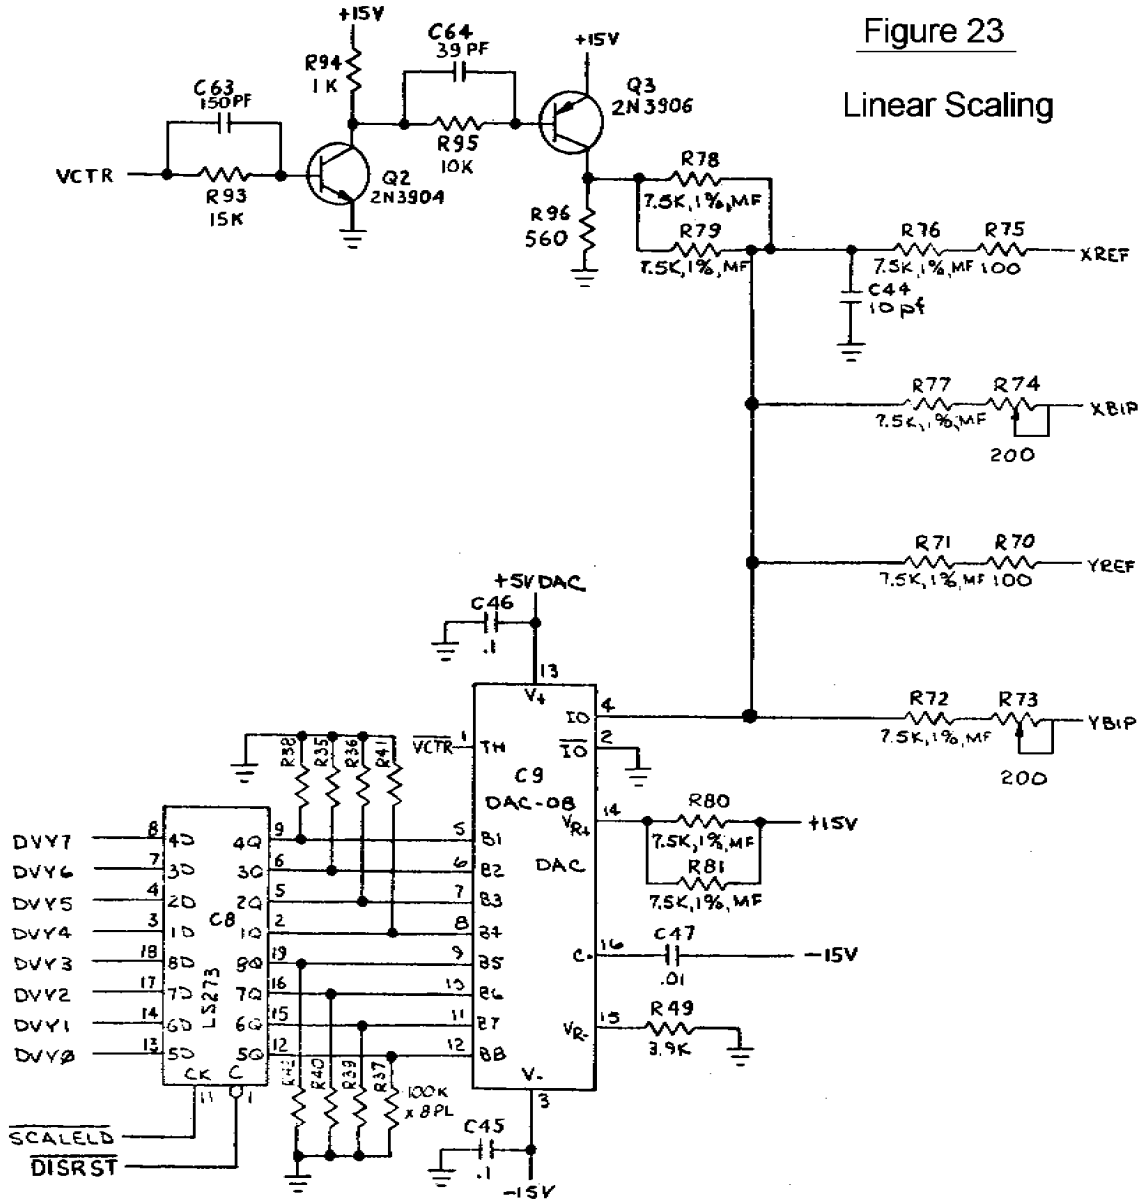 Figure 23
Linear Scaling
+15V
R94
1K
C64
39 PF
+15V
Q3
2N3906
C63
150PF
R95
10K
VCTR
R93
15K
Q2
2N3904
R96
560
R78
7.5K,1%,MF
R79
7.5K,1%,MF
R76
7.5K,1%,MF
R75
100
XREF
C44
10 pf
R77
7.5K,1%,MF
R74
200
XBIP
R71
7.5K,1%,MF
R70
100
YREF
R72
7.5K,1%,MF
R73
200
YBIP
+5VDAC
C46
.1
13
V+
IO 4
IO 2
VCTR 1 TH
C9
DAC-08
DAC
VR+ 14
R80
7.5K,1%,MF
R81
7.5K,1%,MF
+15V
C. 16
C47
.01
-15V
VR- 15
R49
3.9K
V-
3
C45
.1
-15V
R38
R35
R36
R41
DVY7 8 4D 4Q 9 5 B1
DVY6 7 3D 3Q 6 6 B2
DVY5 4 2D 2Q 5 7 B3
DVY4 3 1D 1Q 2 8 B4
DVY3 18 8D 8Q 19 9 B5
DVY2 17 7D 7Q 16 10 B6
DVY1 14 6D 6Q 15 11 B7
DVY0 13 5D 5Q 12 12 B8
C8
LS273
CK
C
11
1
R40
R39
R37
100K
x 8PL
SCALELD
DISRST